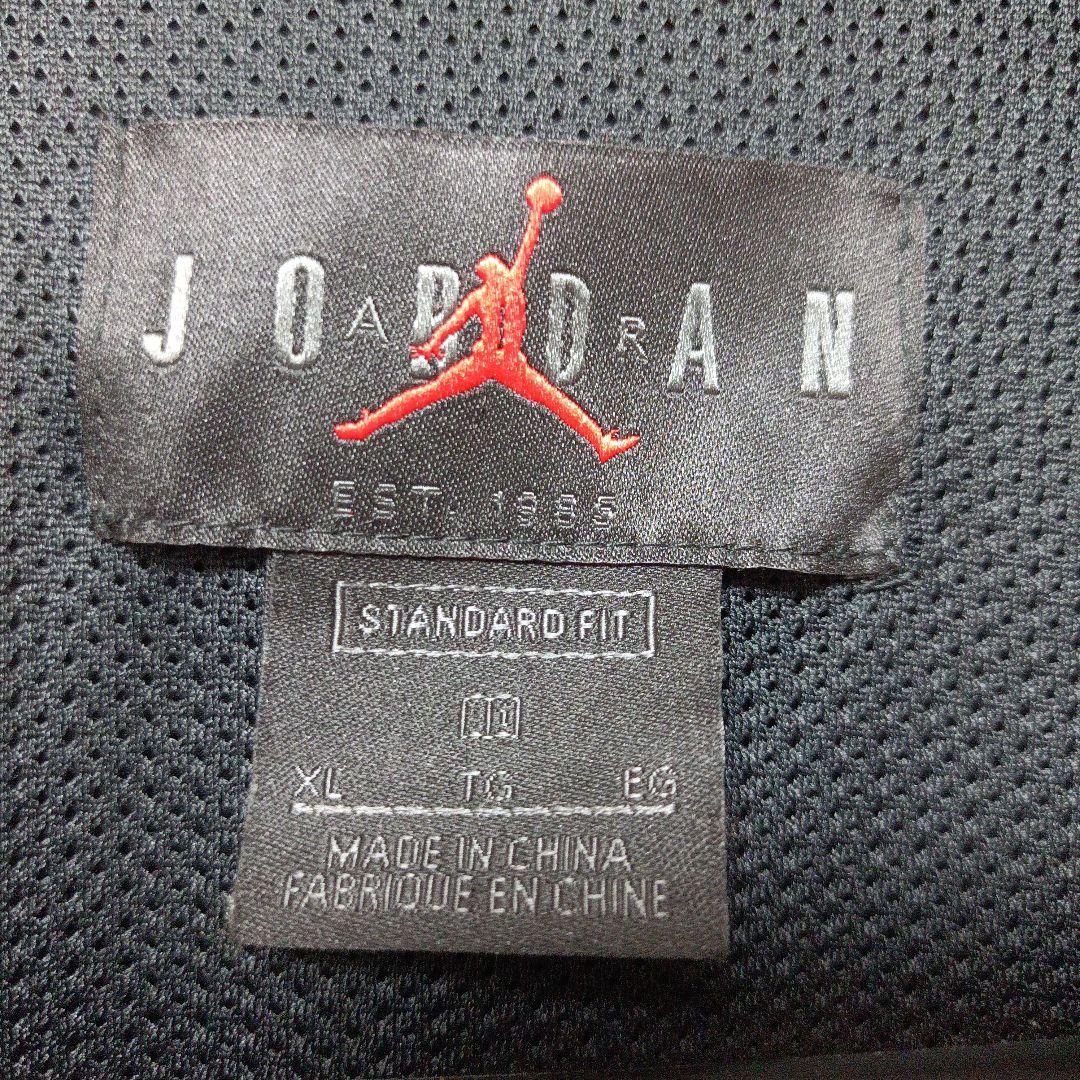 JORDAN
AIR
EST. 1985
STANDARD FIT
XL TG EG
MADE IN CHINA
FABRIQUE EN CHINE